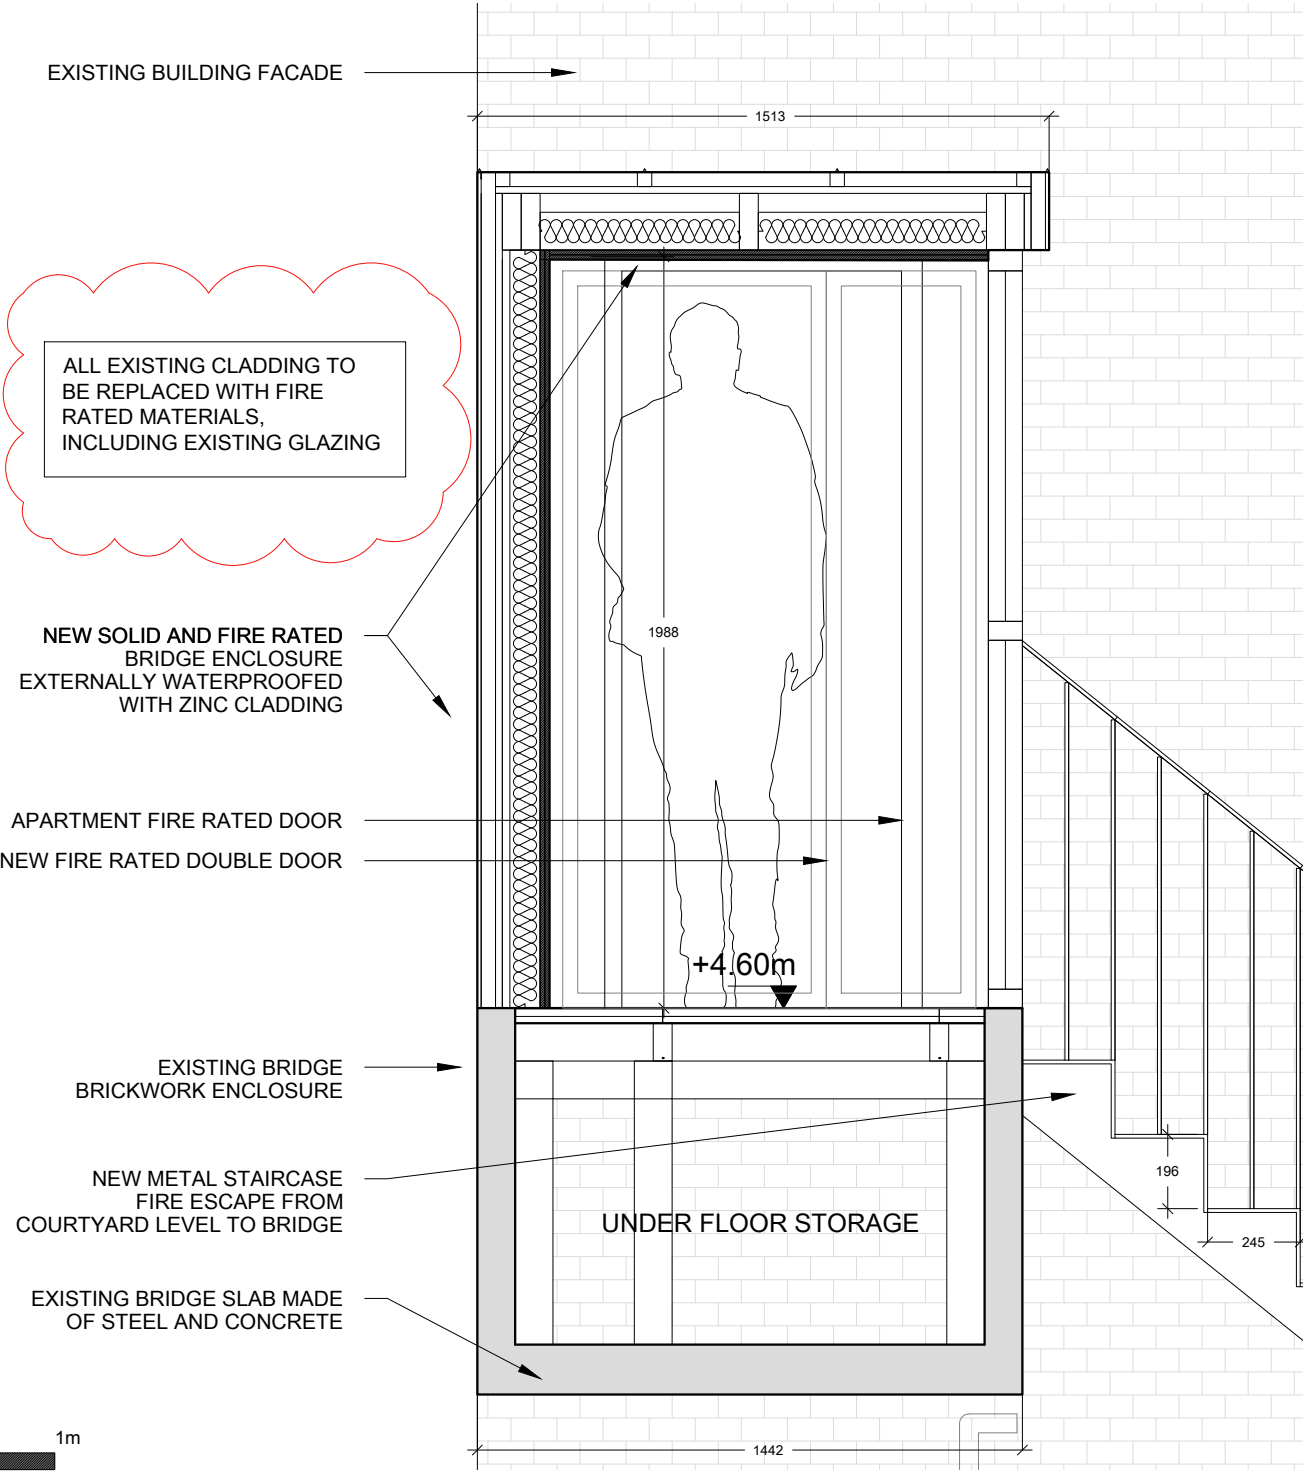 EXISTING BUILDING FACADE
1513
ALL EXISTING CLADDING TO
BE REPLACED WITH FIRE
RATED MATERIALS,
INCLUDING EXISTING GLAZING
NEW SOLID AND FIRE RATED
BRIDGE ENCLOSURE
EXTERNALLY WATERPROOFED
WITH ZINC CLADDING
1988
APARTMENT FIRE RATED DOOR
NEW FIRE RATED DOUBLE DOOR
+4.60m
EXISTING BRIDGE
BRICKWORK ENCLOSURE
NEW METAL STAIRCASE
FIRE ESCAPE FROM
COURTYARD LEVEL TO BRIDGE
196
UNDER FLOOR STORAGE
245
EXISTING BRIDGE SLAB MADE
OF STEEL AND CONCRETE
1m
1442